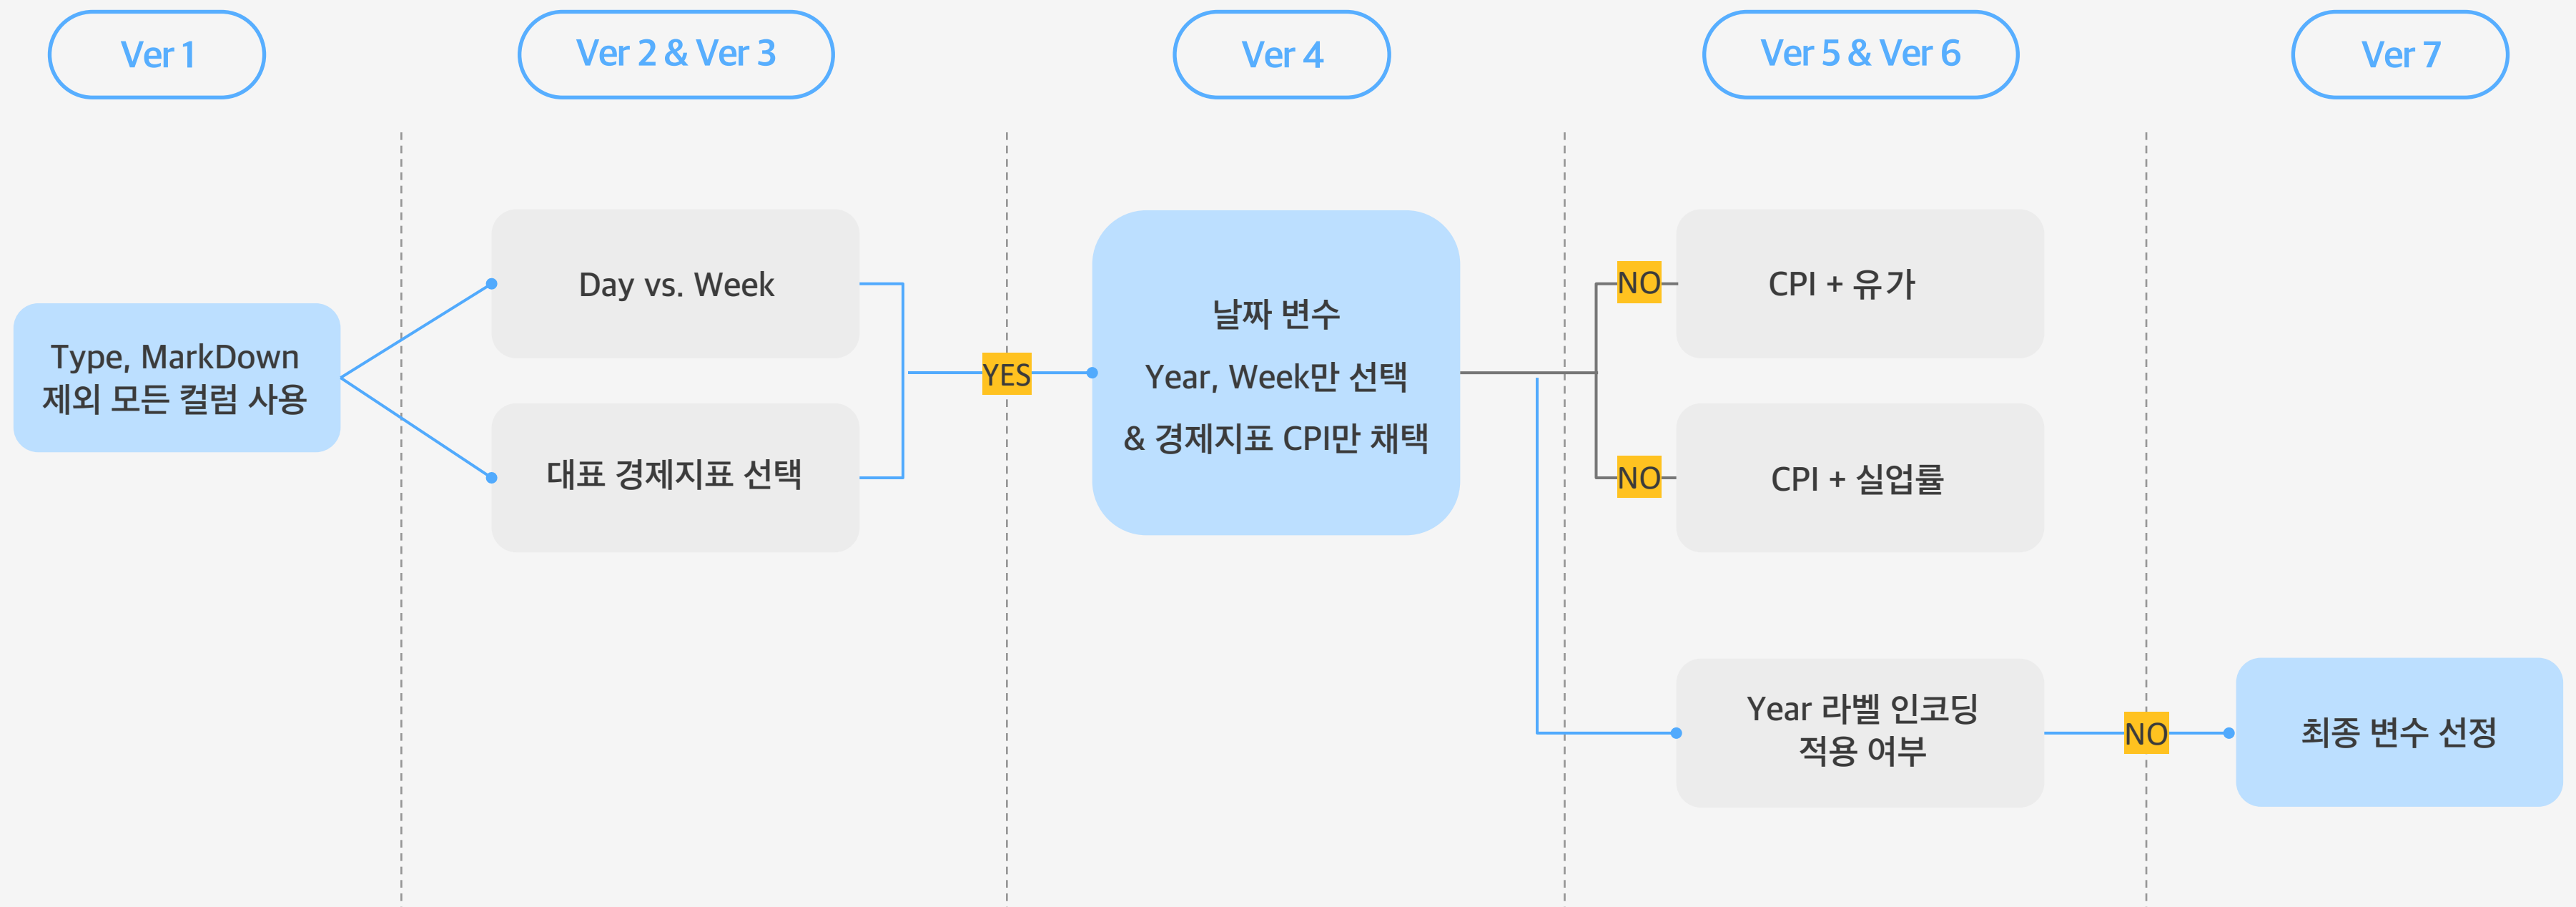 Ver 1
Ver 2 & Ver 3
Ver 4
Ver 5 & Ver 6
Ver 7
Type, MarkDown
제외 모든 컬럼 사용
Day vs. Week
대표 경제지표 선택
YES
날짜 변수
Year, Week만 선택
& 경제지표 CPI만 채택
NO
CPI + 유가
NO
CPI + 실업률
Year 라벨 인코딩
적용 여부
NO
최종 변수 선정